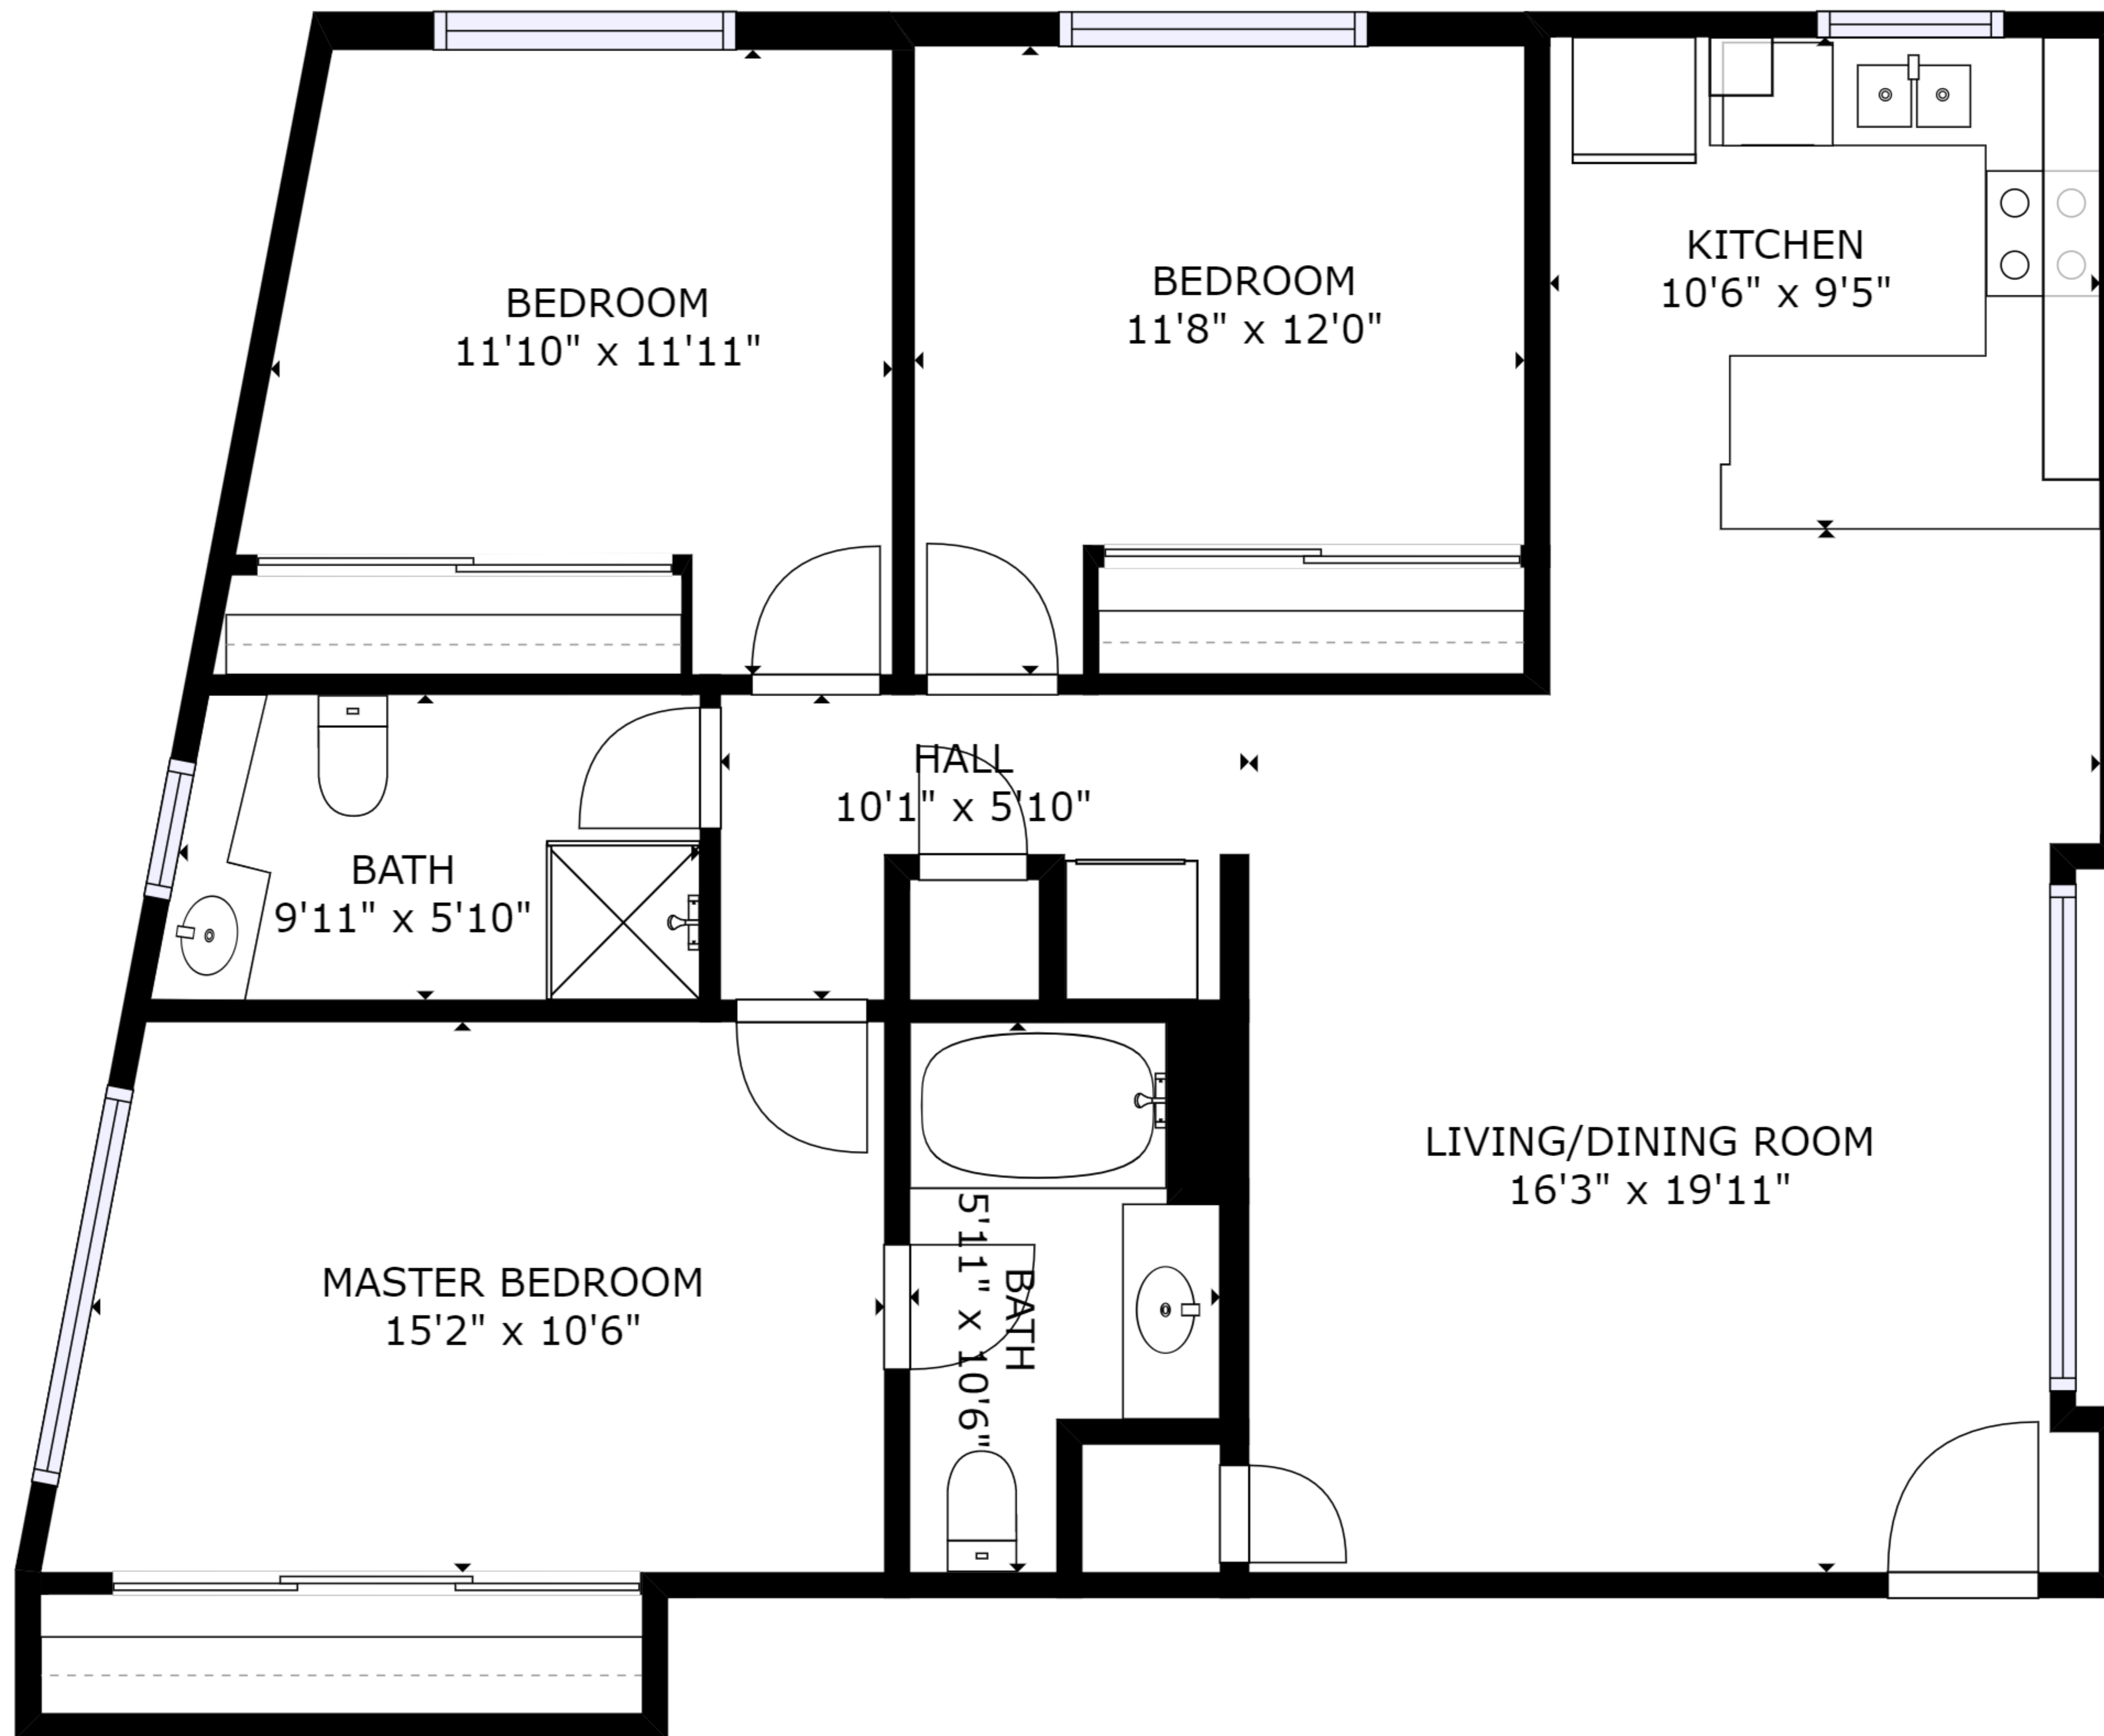 BEDROOM
11'10" x 11'11"
BEDROOM
11'8" x 12'0"
KITCHEN
10'6" x 9'5"
HALL
10'1" x 5'10"
BATH
9'11" x 5'10"
LIVING/DINING ROOM
16'3" x 19'11"
MASTER BEDROOM
15'2" x 10'6"
BATH
5'11" x 10'6"